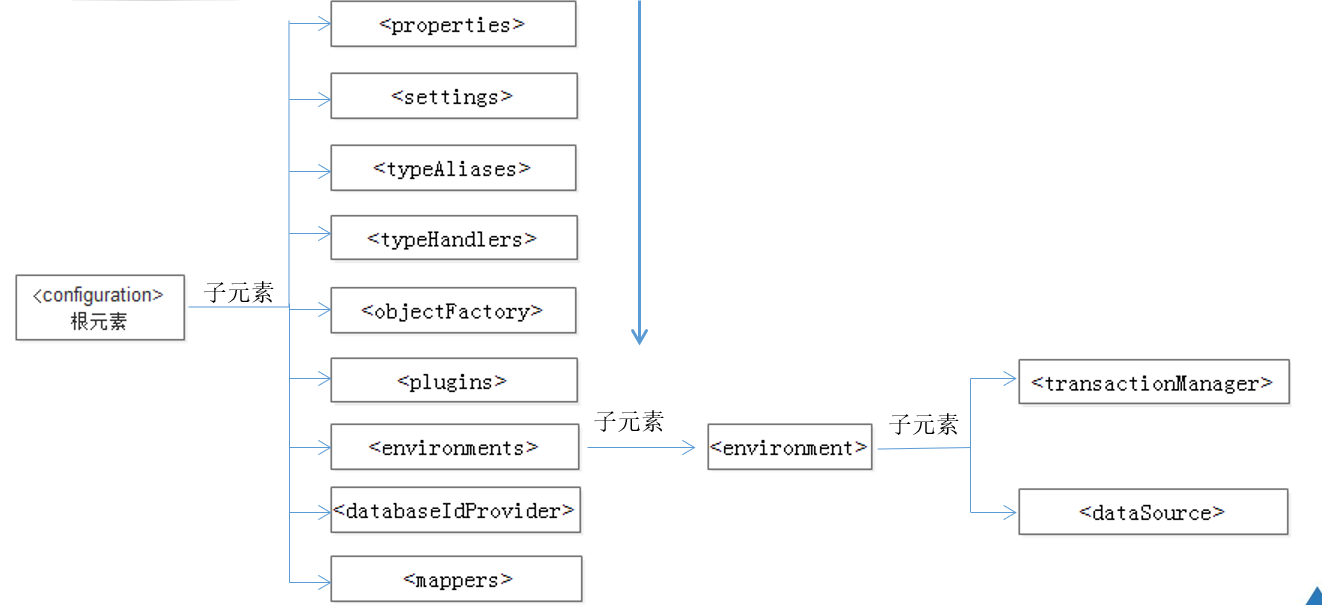 <properties>
<settings>
<typeAliases>
<typeHandlers>
<configuration>
根元素
子元素
<objectFactory>
<plugins>
<environments>
子元素
<environment>
子元素
<transactionManager>
<dataSource>
<databaseIdProvider>
<mappers>